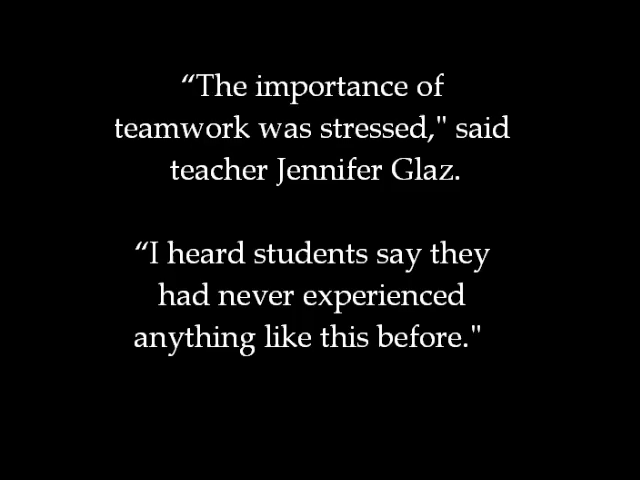 “The importance of
teamwork was stressed," said
teacher Jennifer Glaz.
“I heard students say they
had never experienced
anything like this before."